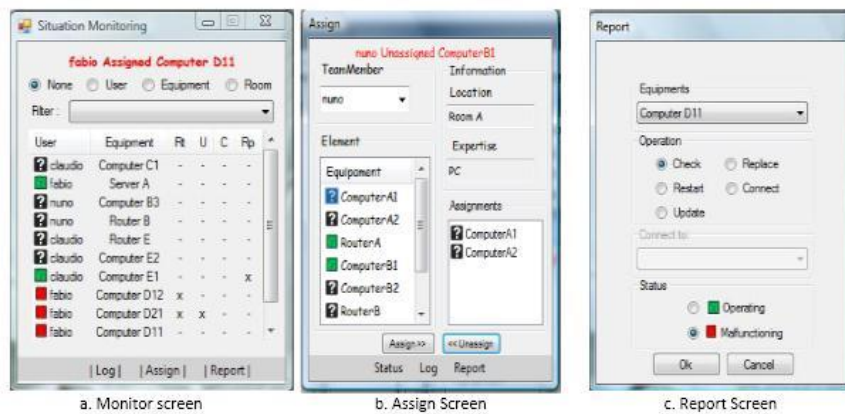 Situation Monitoring
fabio Assigned Computer D11
None User Equipment Room
Filter :
User Equipment Rt U C Rp
claudio Computer C1 - - - -
fabio Server A - - - -
nuno Computer B3 - - - -
nuno Router B - - - -
claudio Router E - - - -
claudio Computer E2 - - - -
claudio Computer E1 - - - x
fabio Computer D12 x - - -
fabio Computer D21 x x - -
fabio Computer D11 - - - -
| Log | | Assign | | Report |
a. Monitor screen
Assign
nuno Unassigned ComputerB1
TeamMember
nuno
Information
Location
Room A
Expertise
PC
Element
Equipament
ComputerA1
ComputerA2
RouterA
ComputerB1
ComputerB2
RouterB
Assignments
ComputerA1
ComputerA2
Assign >>
<< Unassign
Status Log Report
b. Assign Screen
Report
Equipments
Computer D11
Operation
Check Replace
Restart Connect
Update
Connect to:
Status
Operating
Malfunctioning
Ok Cancel
c. Report Screen